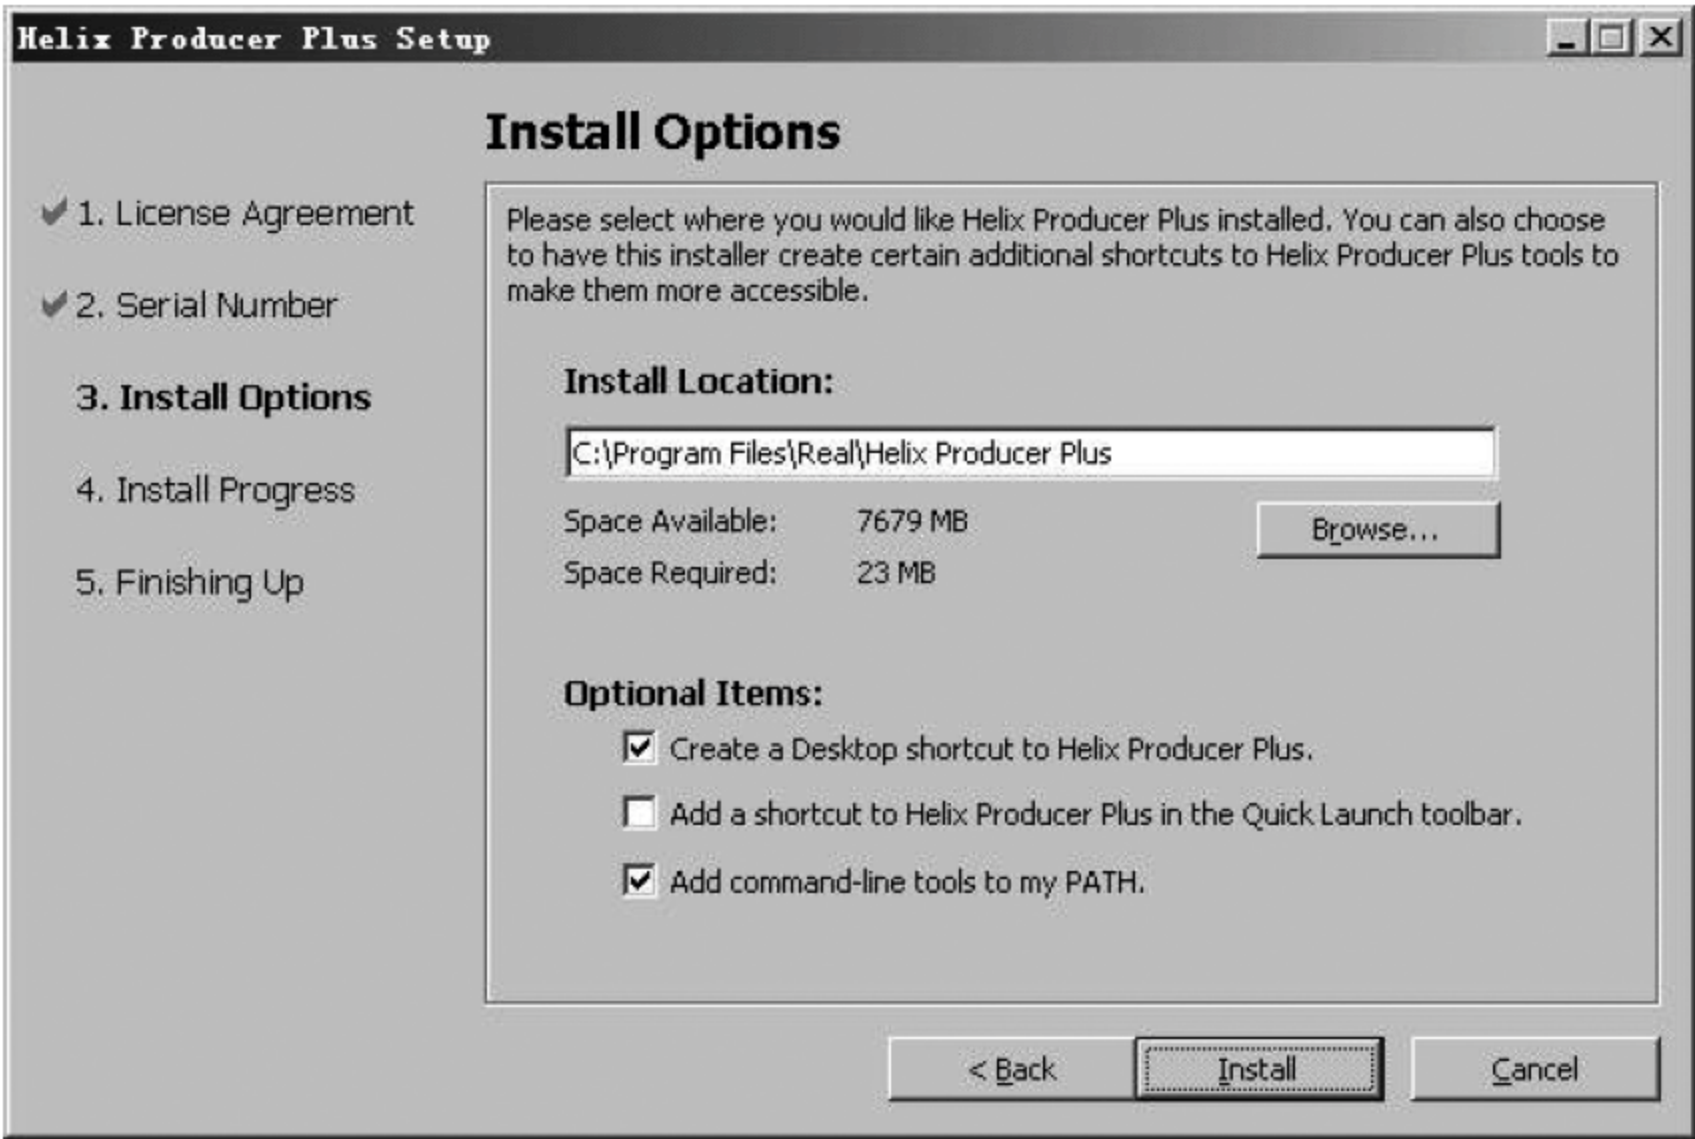 Helix Producer Plus Setup
Install Options
1. License Agreement
2. Serial Number
3. Install Options
4. Install Progress
5. Finishing Up
Please select where you would like Helix Producer Plus installed. You can also choose
to have this installer create certain additional shortcuts to Helix Producer Plus tools to
make them more accessible.
Install Location:
C:\Program Files\Real\Helix Producer Plus
Space Available: 7679 MB
Browse...
Space Required: 23 MB
Optional Items:
Create a Desktop shortcut to Helix Producer Plus.
Add a shortcut to Helix Producer Plus in the Quick Launch toolbar.
Add command-line tools to my PATH.
< Back
Install
Cancel